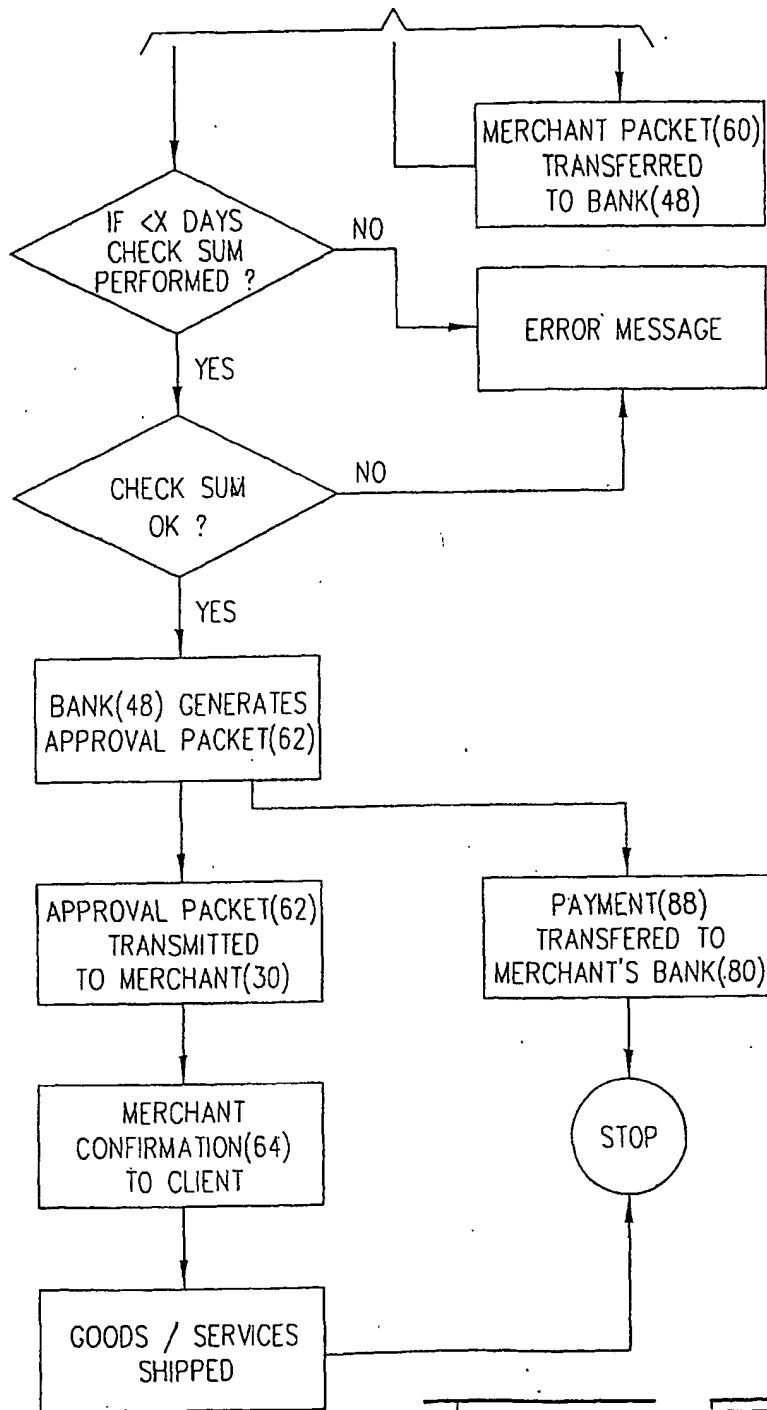 MERCHANT PACKET(60)
TRANSFERRED
TO BANK(48)
IF <X DAYS
CHECK SUM
PERFORMED ?
NO
ERROR MESSAGE
YES
CHECK SUM
OK ?
NO
YES
BANK(48) GENERATES
APPROVAL PACKET(62)
APPROVAL PACKET(62)
TRANSMITTED
TO MERCHANT(30)
PAYMENT(88)
TRANSFERED TO
MERCHANT'S BANK(80)
MERCHANT
CONFIRMATION(64)
TO CLIENT
STOP
GOODS / SERVICES
SHIPPED